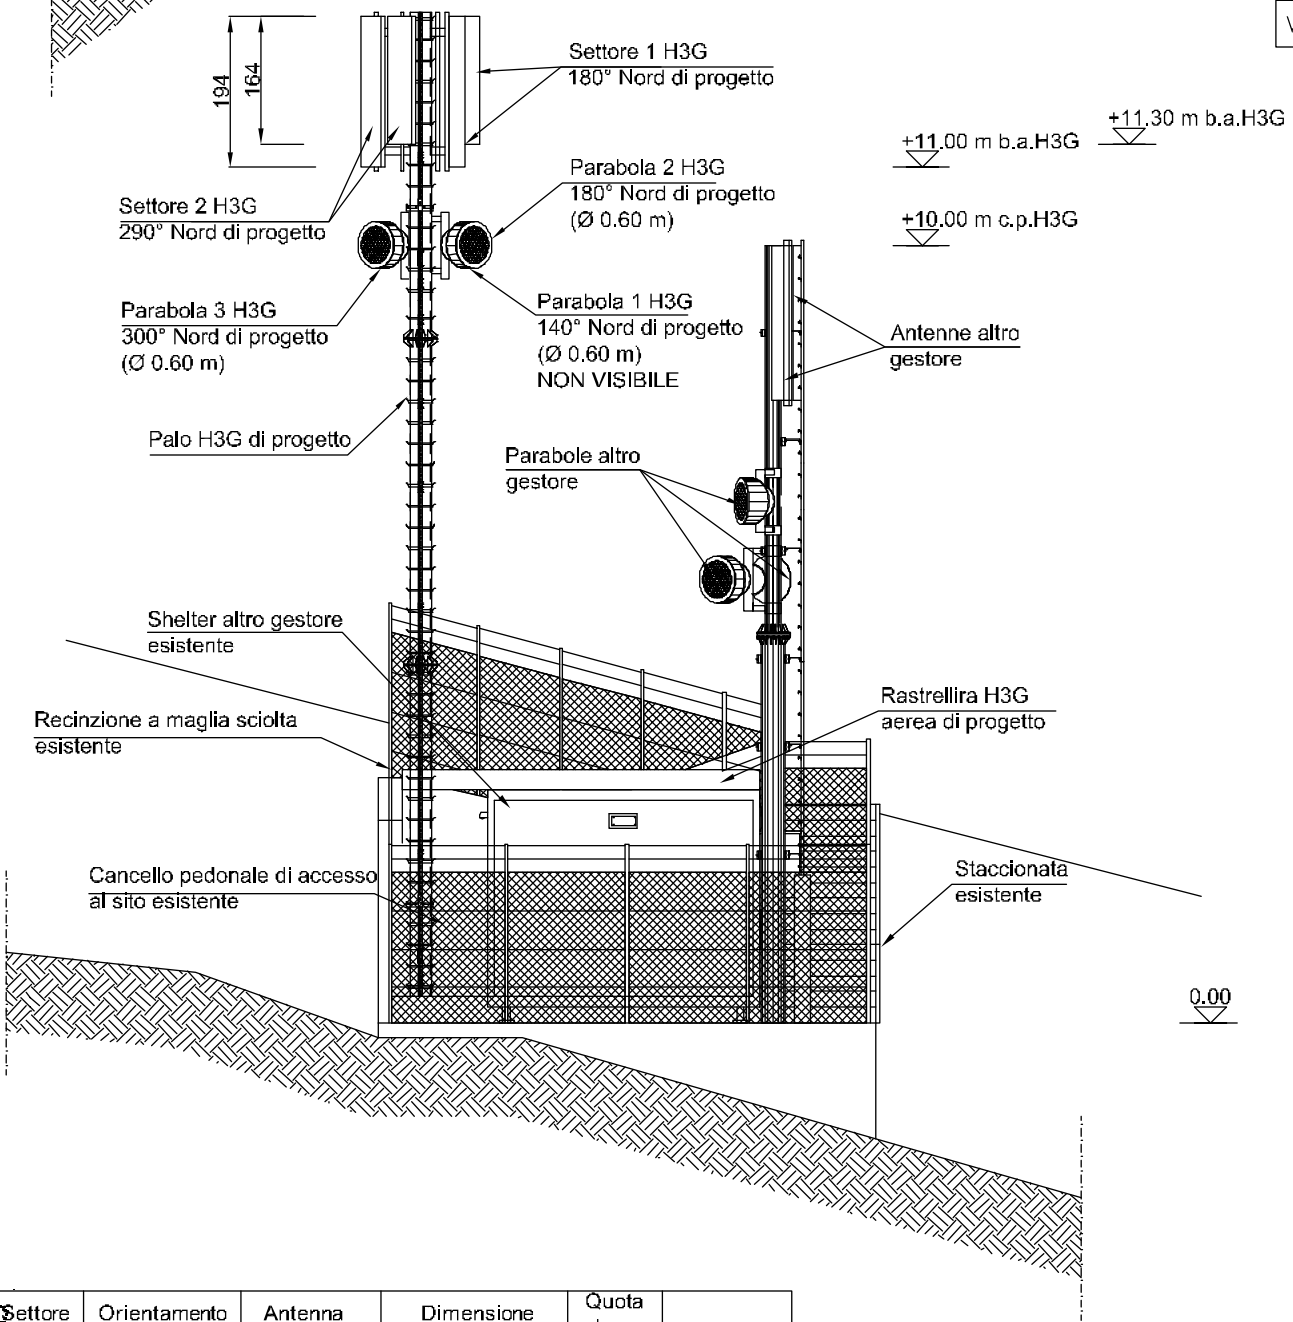 194
164
Settore 1 H3G
180° Nord di progetto
+11.30 m b.a.H3G
+11.00 m b.a.H3G
Parabola 2 H3G
180° Nord di progetto
(Ø 0.60 m)
Settore 2 H3G
290° Nord di progetto
+10.00 m c.p.H3G
Parabola 3 H3G
300° Nord di progetto
(Ø 0.60 m)
Parabola 1 H3G
140° Nord di progetto
(Ø 0.60 m)
NON VISIBILE
Antenne altro
gestore
Palo H3G di progetto
Parabole altro
gestore
Shelter altro gestore
esistente
Rastrellira H3G
aerea di progetto
Recinzione a maglia sciolta
esistente
Cancello pedonale di accesso
al sito esistente
Staccionata
esistente
0.00
Settore Orientamento Antenna Dimensione Quota